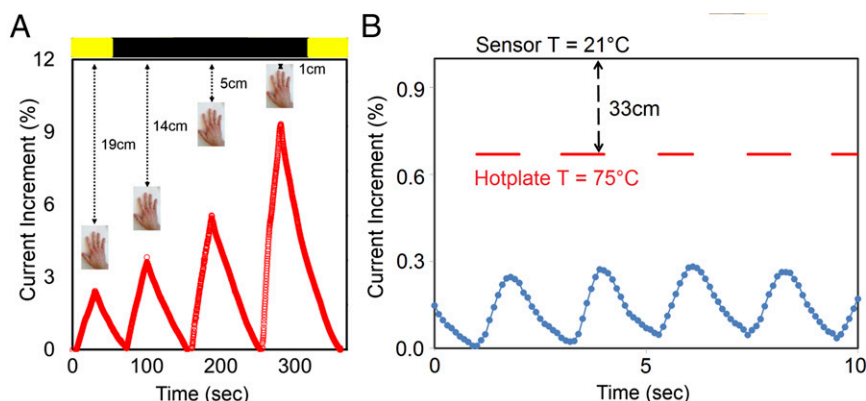 A
12
9
6
3
0
Current Increment (%)
19cm
14cm
5cm
1cm
0 100 200 300
Time (sec)
B
Sensor T = 21°C
33cm
Hotplate T = 75°C
0.9
0.6
0.3
0.0
Current Increment (%)
0 5 10
Time (sec)